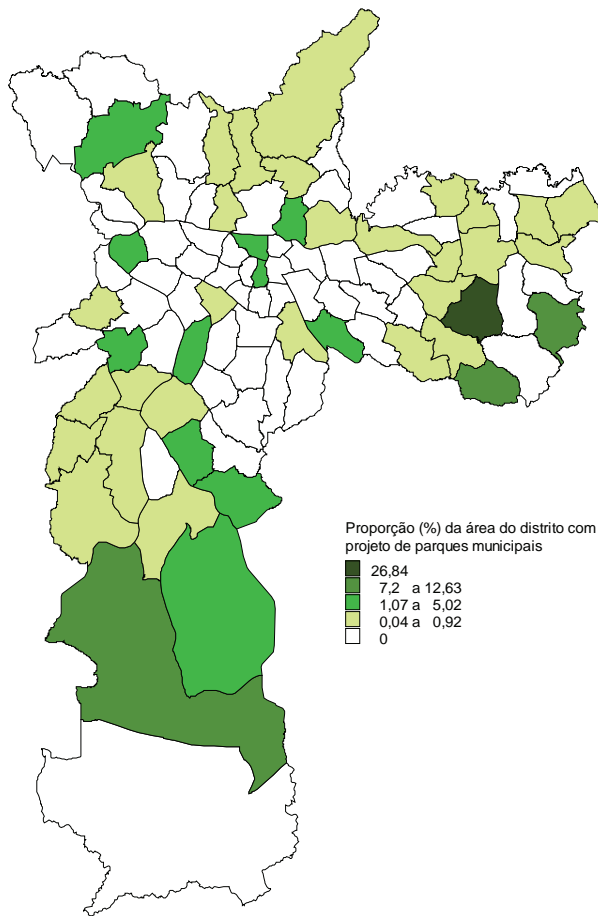 Proporção (%) da área do distrito com
projeto de parques municipais
26,84
7,2 a 12,63
1,07 a 5,02
0,04 a 0,92
0